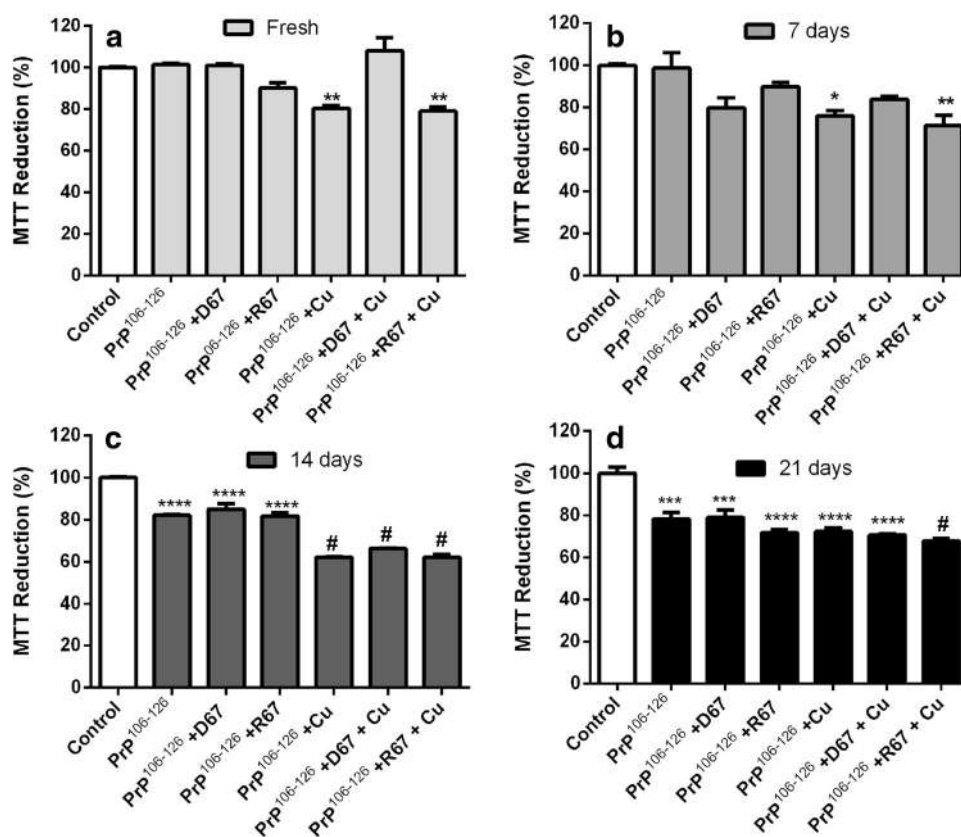 a
Fresh
MTT Reduction (%)
120
100
80
60
40
20
0
**
**
Control
PrP106-126
PrP106-126 +D67
PrP06-126 +R67
PrP106-126 +Cu
PrP106-126 +D67 + Cu
PrP106-126 +R67 + Cu
b
7 days
MTT Reduction (%)
120
100
80
60
40
20
0
*
**
Control
PrP106-126
PrP106-126 +D67
PrP106-126 +R67
PrP106-126 +Cu
PrP106-126 +D67 + Cu
PrP106-126 +R67 + Cu
c
14 days
MTT Reduction (%)
120
100
80
60
40
20
0
****
****
****
#
#
#
Control
PrP106-126
PrP106-126 +D67
PrP106-126 +R67
PrP106-126 +Cu
PrP106-126 +D67 + Cu
PrP106-126 +R67 + Cu
d
21 days
MTT Reduction (%)
120
100
80
60
40
20
0
***
***
****
****
****
#
Control
PrP106-126
PrP106-126 +D67
PrP106-126 +R67
PrP106-126 +Cu
PrP106-126 +D67 + Cu
PrP106-126 +R67 + Cu